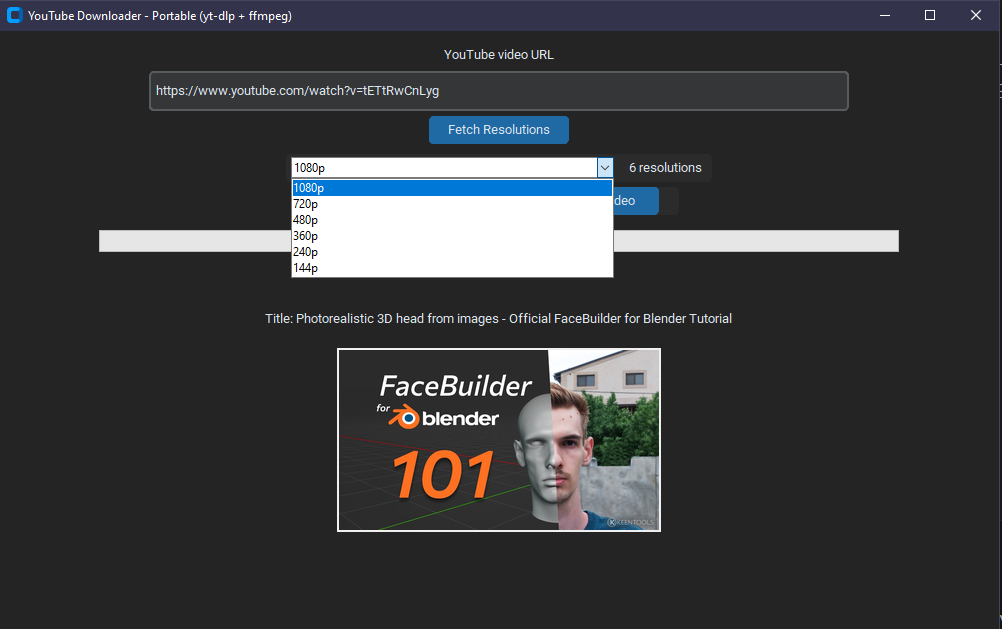 YouTube Downloader - Portable (yt-dlp + ffmpeg)
YouTube video URL
https://www.youtube.com/watch?v=tETtRwCnLyg
Fetch Resolutions
1080p
6 resolutions
1080p
720p
deo
480p
360p
240p
144p
Title: Photorealistic 3D head from images - Official FaceBuilder for Blender Tutorial
FaceBuilder
for blender
101
KEENTOOLS